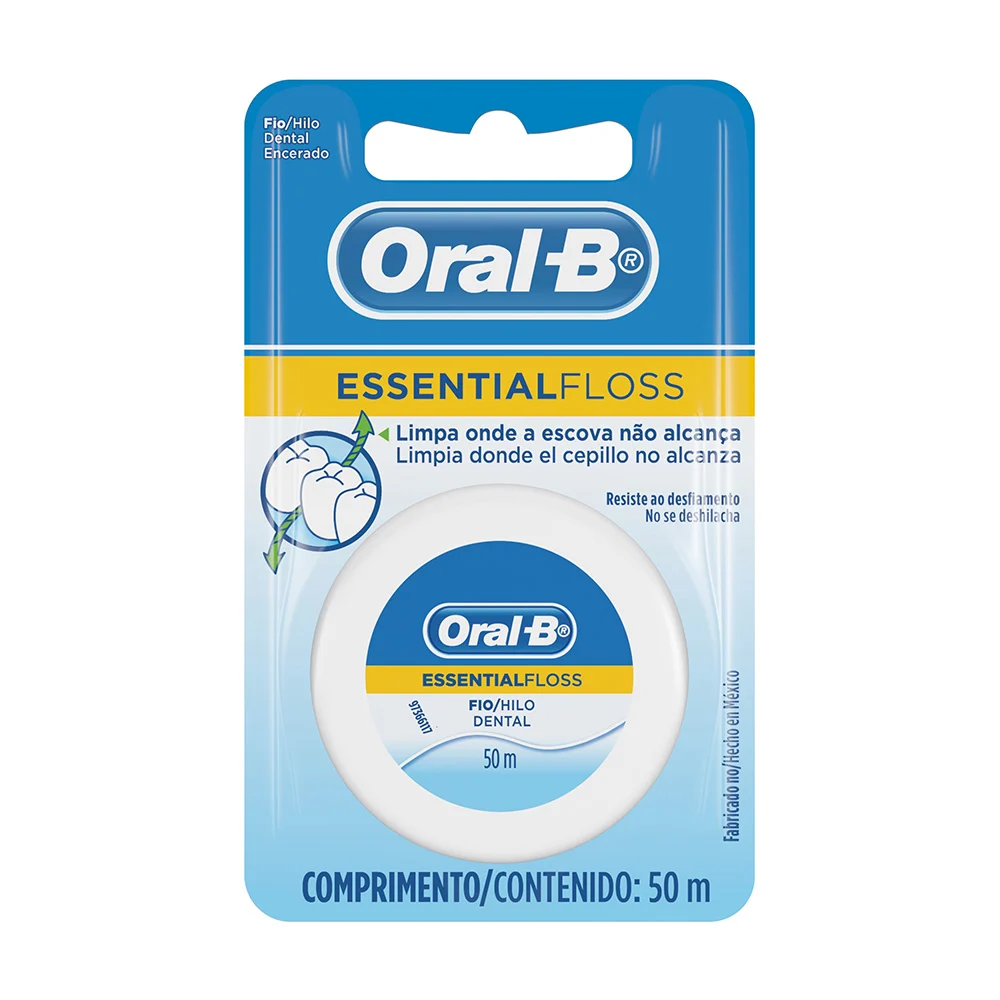 Fio/Hilo
Dental
Encerado
Oral-B®
ESSENTIALFLOSS
Limpa onde a escova não alcança
Limpia donde el cepillo no alcanza
Resiste ao desfiamento
No se deshilacha
Oral-B®
ESSENTIALFLOSS
FIO/HILO
DENTAL
97366117
50 m
Fabricado no/Hecho en México
COMPRIMENTO/CONTENIDO: 50 m